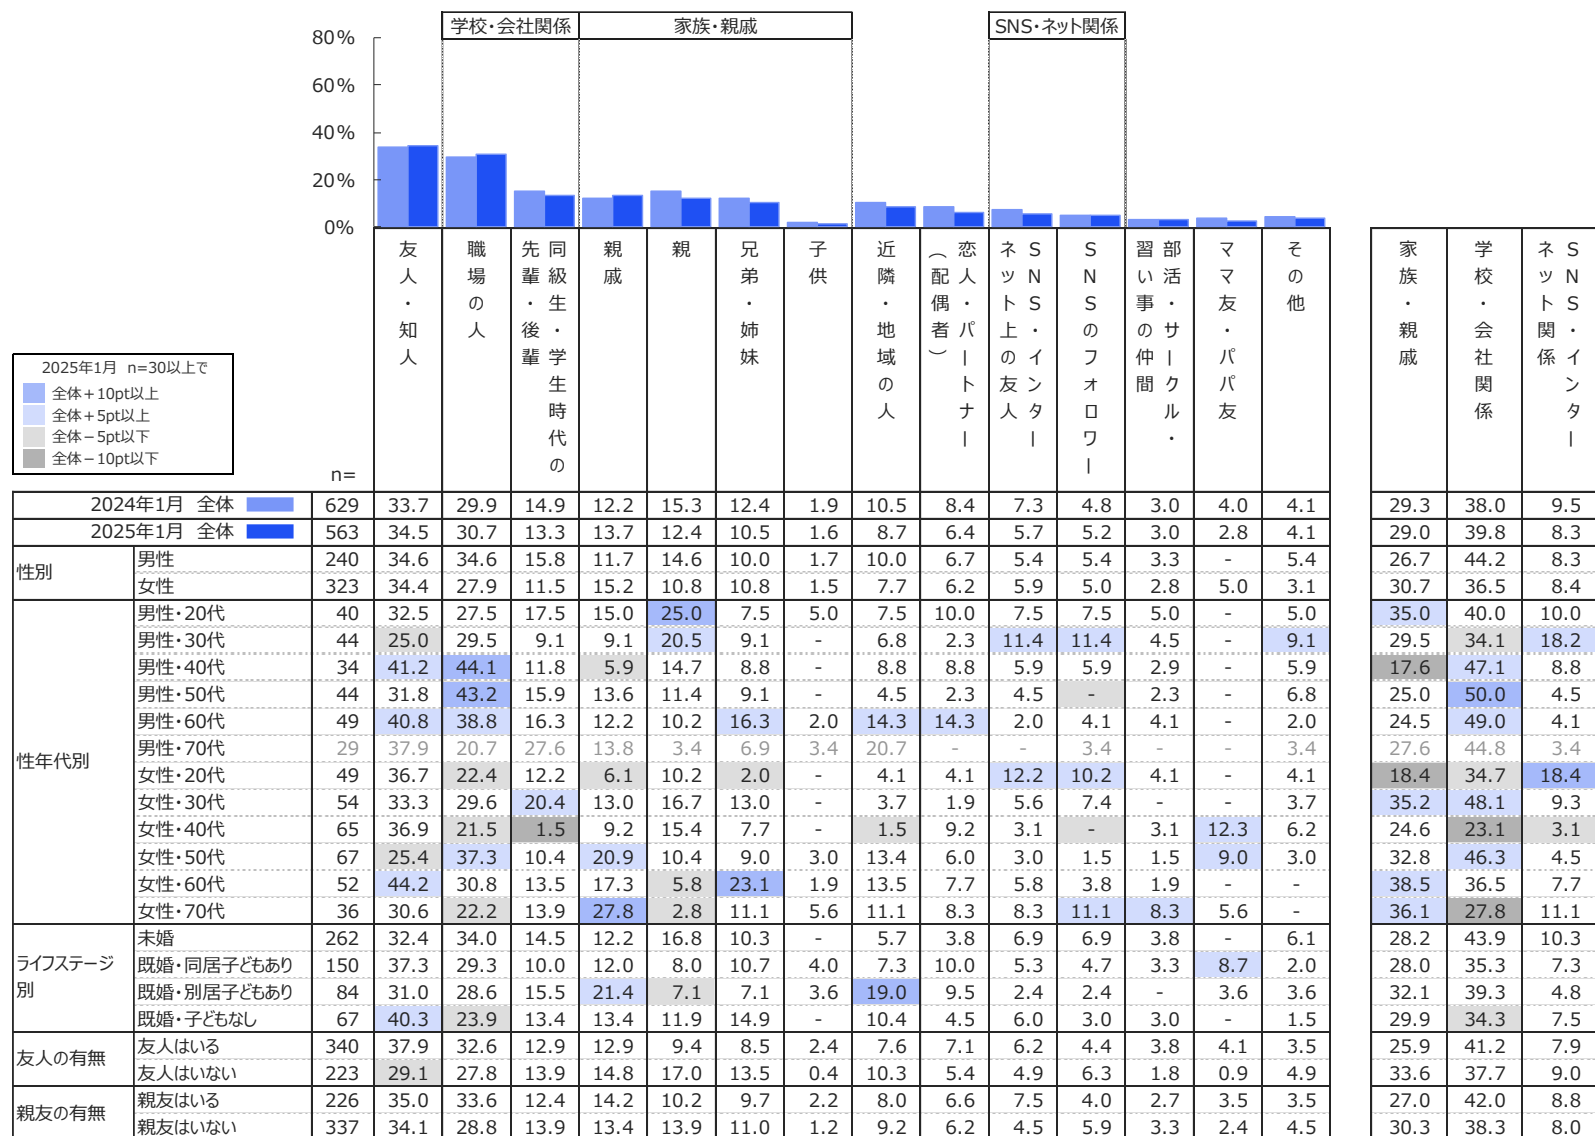 学校・会社関係 家族・親戚 SNS・ネット関係
80%
60%
40%
20%
0%
友人・知人
職場の人
同級生・学生時代の先輩・後輩
親戚
親
兄弟・姉妹
子供
近隣・地域の人
恋人・パートナー（配偶者）
SNS・インターネット上の友人
SNSのフォロワー
部活・サークル・習い事の仲間
ママ友・パパ友
その他
家族・親戚
学校・会社関係
SNS・インターネット関係
2025年1月 n=30以上で
全体＋10pt以上
全体＋5pt以上
全体－5pt以下
全体－10pt以下
n=
2024年1月 全体 629 33.7 29.9 14.9 12.2 15.3 12.4 1.9 10.5 8.4 7.3 4.8 3.0 4.0 4.1 29.3 38.0 9.5
2025年1月 全体 563 34.5 30.7 13.3 13.7 12.4 10.5 1.6 8.7 6.4 5.7 5.2 3.0 2.8 4.1 29.0 39.8 8.3
性別
男性 240 34.6 34.6 15.8 11.7 14.6 10.0 1.7 10.0 6.7 5.4 5.4 3.3 - 5.4 26.7 44.2 8.3
女性 323 34.4 27.9 11.5 15.2 10.8 10.8 1.5 7.7 6.2 5.9 5.0 2.8 5.0 3.1 30.7 36.5 8.4
性年代別
男性・20代 40 32.5 27.5 17.5 15.0 25.0 7.5 5.0 7.5 10.0 7.5 7.5 5.0 - 5.0 35.0 40.0 10.0
男性・30代 44 25.0 29.5 9.1 9.1 20.5 9.1 - 6.8 2.3 11.4 11.4 4.5 - 9.1 29.5 34.1 18.2
男性・40代 34 41.2 44.1 11.8 5.9 14.7 8.8 - 8.8 8.8 5.9 5.9 2.9 - 5.9 17.6 47.1 8.8
男性・50代 44 31.8 43.2 15.9 13.6 11.4 9.1 - 4.5 2.3 4.5 - 2.3 - 6.8 25.0 50.0 4.5
男性・60代 49 40.8 38.8 16.3 12.2 10.2 16.3 2.0 14.3 14.3 2.0 4.1 4.1 - 2.0 24.5 49.0 4.1
男性・70代 29 37.9 20.7 27.6 13.8 3.4 6.9 3.4 20.7 - - 3.4 - - 3.4 27.6 44.8 3.4
女性・20代 49 36.7 22.4 12.2 6.1 10.2 2.0 - 4.1 4.1 12.2 10.2 4.1 - 4.1 18.4 34.7 18.4
女性・30代 54 33.3 29.6 20.4 13.0 16.7 13.0 - 3.7 1.9 5.6 7.4 - - 3.7 35.2 48.1 9.3
女性・40代 65 36.9 21.5 1.5 9.2 15.4 7.7 - 1.5 9.2 3.1 - 3.1 12.3 6.2 24.6 23.1 3.1
女性・50代 67 25.4 37.3 10.4 20.9 10.4 9.0 3.0 13.4 6.0 3.0 1.5 1.5 9.0 3.0 32.8 46.3 4.5
女性・60代 52 44.2 30.8 13.5 17.3 5.8 23.1 1.9 13.5 7.7 5.8 3.8 1.9 - - 38.5 36.5 7.7
女性・70代 36 30.6 22.2 13.9 27.8 2.8 11.1 5.6 11.1 8.3 8.3 11.1 8.3 5.6 - 36.1 27.8 11.1
ライフステージ別
未婚 262 32.4 34.0 14.5 12.2 16.8 10.3 - 5.7 3.8 6.9 6.9 3.8 - 6.1 28.2 43.9 10.3
既婚・同居子どもあり 150 37.3 29.3 10.0 12.0 8.0 10.7 4.0 7.3 10.0 5.3 4.7 3.3 8.7 2.0 28.0 35.3 7.3
既婚・別居子どもあり 84 31.0 28.6 15.5 21.4 7.1 7.1 3.6 19.0 9.5 2.4 2.4 - 3.6 3.6 32.1 39.3 4.8
既婚・子どもなし 67 40.3 23.9 13.4 13.4 11.9 14.9 - 10.4 4.5 6.0 3.0 3.0 - 1.5 29.9 34.3 7.5
友人の有無
友人はいる 340 37.9 32.6 12.9 12.9 9.4 8.5 2.4 7.6 7.1 6.2 4.4 3.8 4.1 3.5 25.9 41.2 7.9
友人はいない 223 29.1 27.8 13.9 14.8 17.0 13.5 0.4 10.3 5.4 4.9 6.3 1.8 0.9 4.9 33.6 37.7 9.0
親友の有無
親友はいる 226 35.0 33.6 12.4 14.2 10.2 9.7 2.2 8.0 6.6 7.5 4.0 2.7 3.5 3.5 27.0 42.0 8.8
親友はいない 337 34.1 28.8 13.9 13.4 13.9 11.0 1.2 9.2 6.2 4.5 5.9 3.3 2.4 4.5 30.3 38.3 8.0